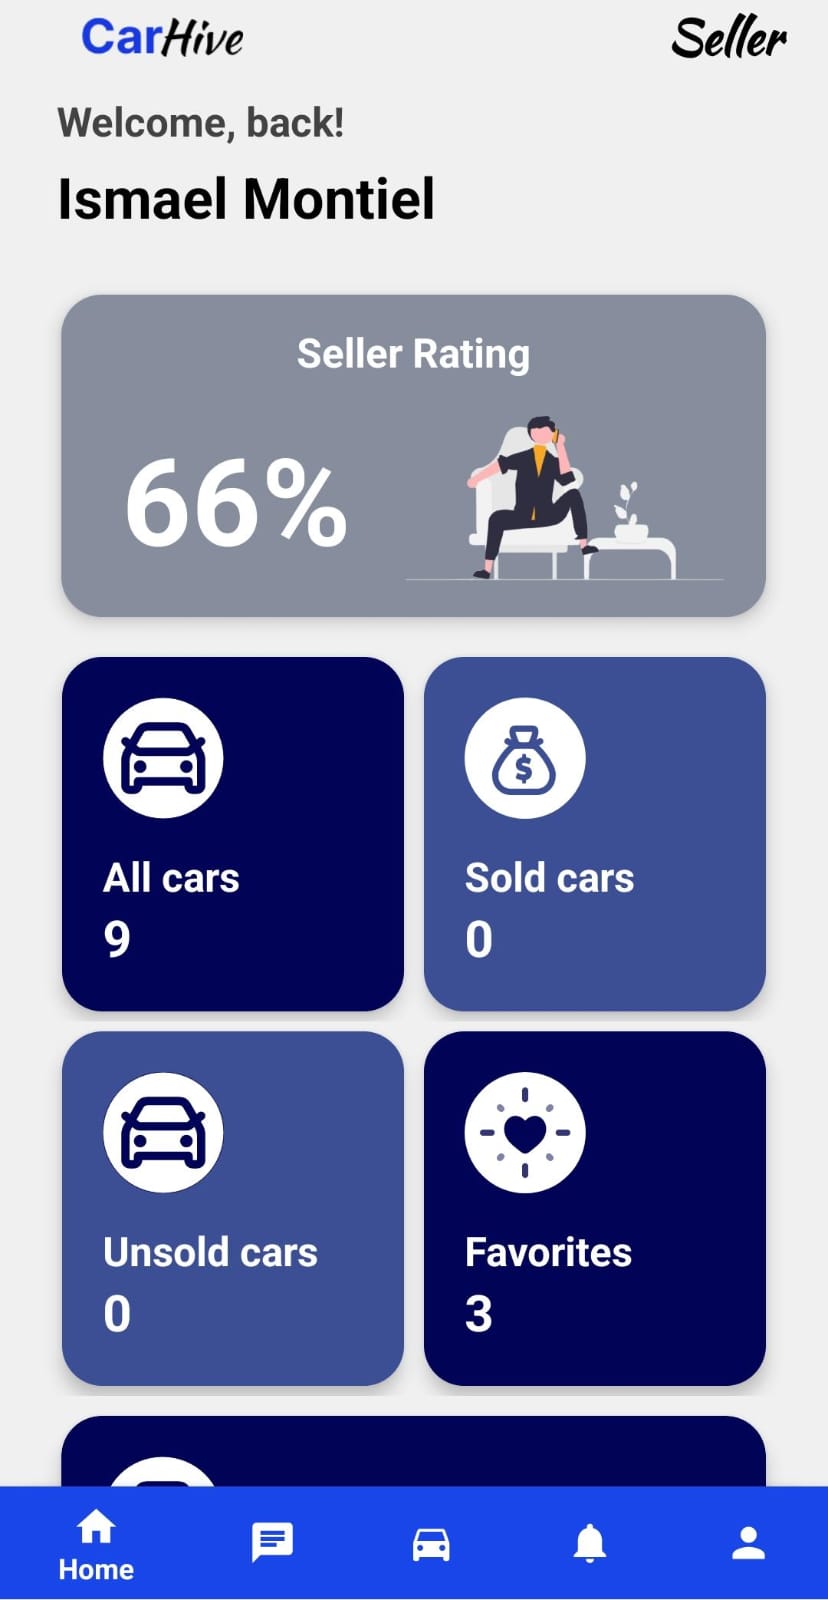 CarHive
Seller
Welcome, back!
Ismael Montiel
Seller Rating
66%
$
All cars
9
Sold cars
0
Unsold cars
0
Favorites
3
Home